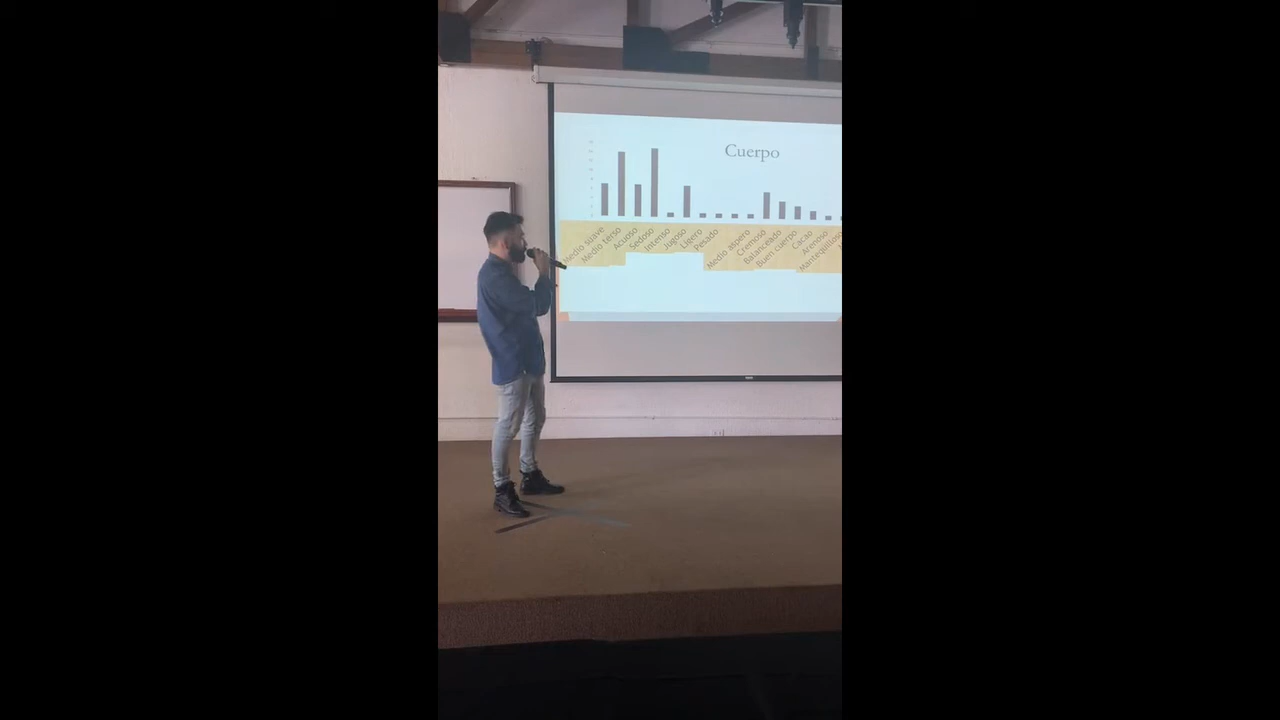 Cuerpo
Medio suave
Medio terso
Acuoso
Sedoso
Intenso
Jugoso
Ligero
Pesado
Medio áspero
Cremoso
Balanceado
Buen cuerpo
Cacao
Arenoso
Mantequilloso